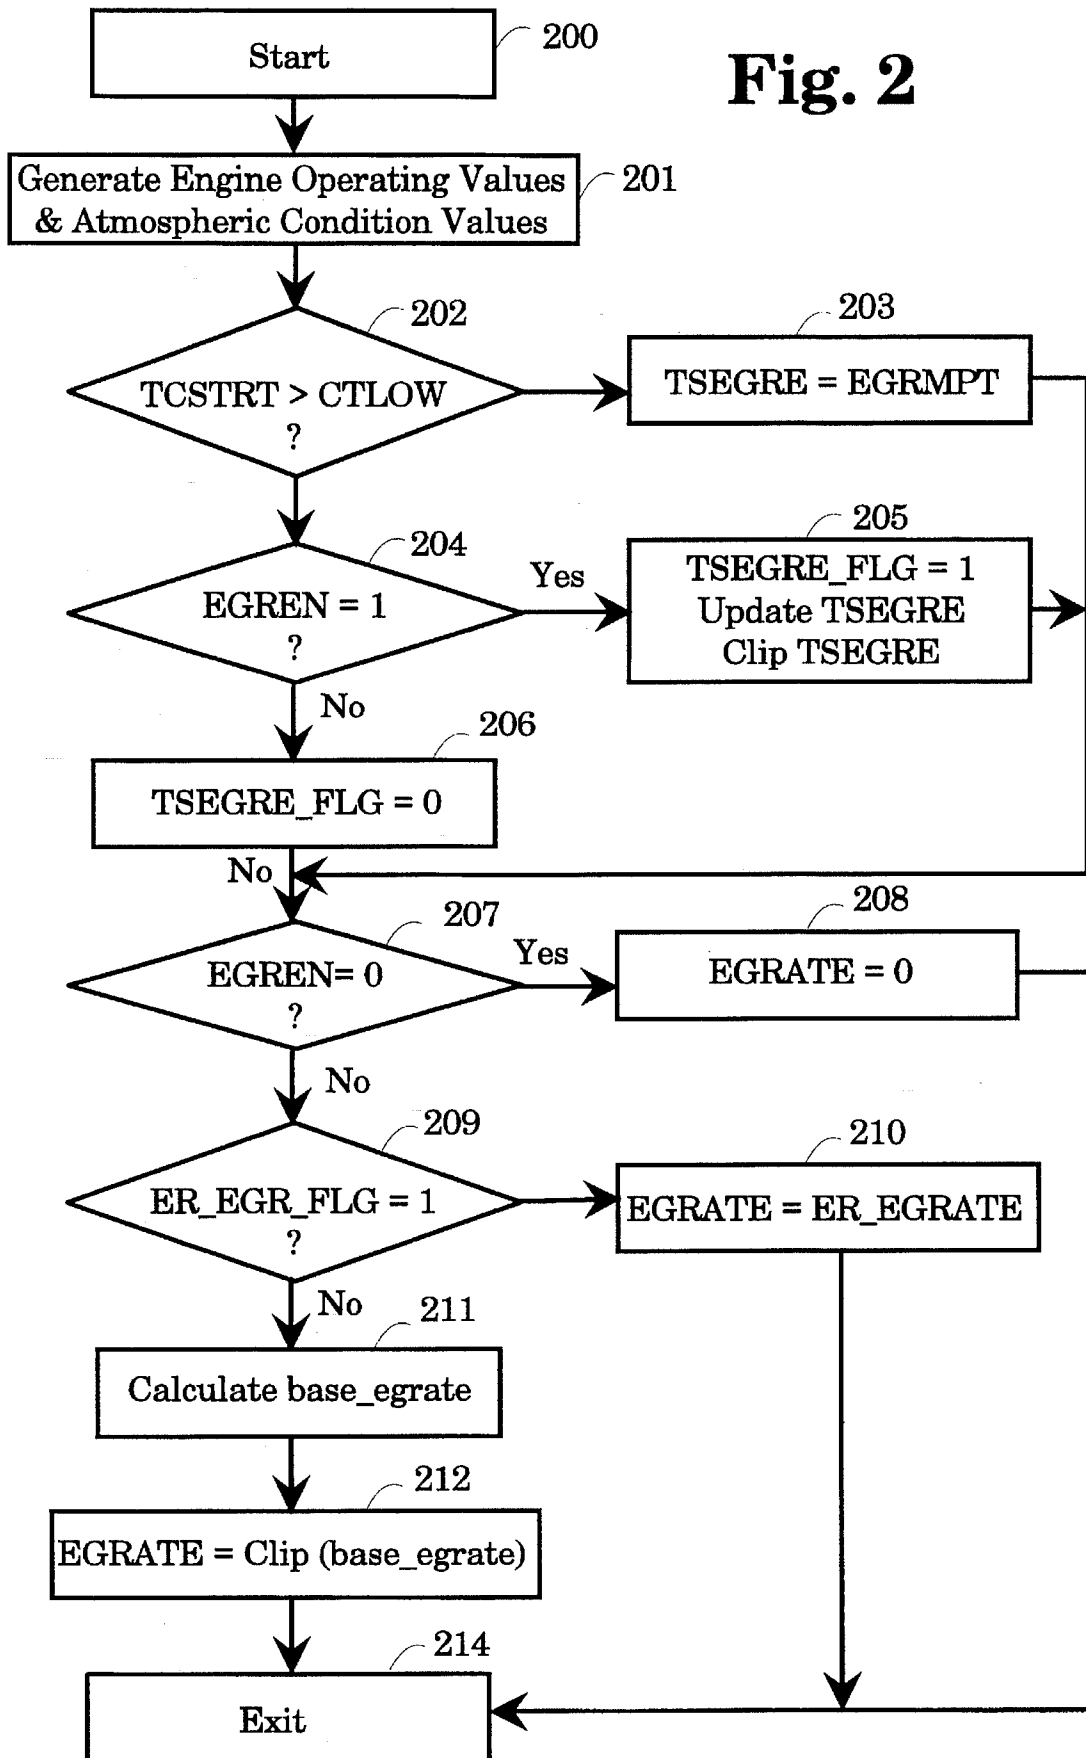 Fig. 2
200
Start
201
Generate Engine Operating Values
& Atmospheric Condition Values
202
TCSTRT > CTLOW
?
203
TSEGRE = EGRMPT
204
EGREN = 1
?
Yes
205
TSEGRE_FLG = 1
Update TSEGRE
Clip TSEGRE
No
206
TSEGRE_FLG = 0
No
207
EGREN= 0
?
Yes
208
EGRATE = 0
No
209
ER_EGR_FLG = 1
?
210
EGRATE = ER_EGRATE
No
211
Calculate base_egrate
212
EGRATE = Clip (base_egrate)
214
Exit